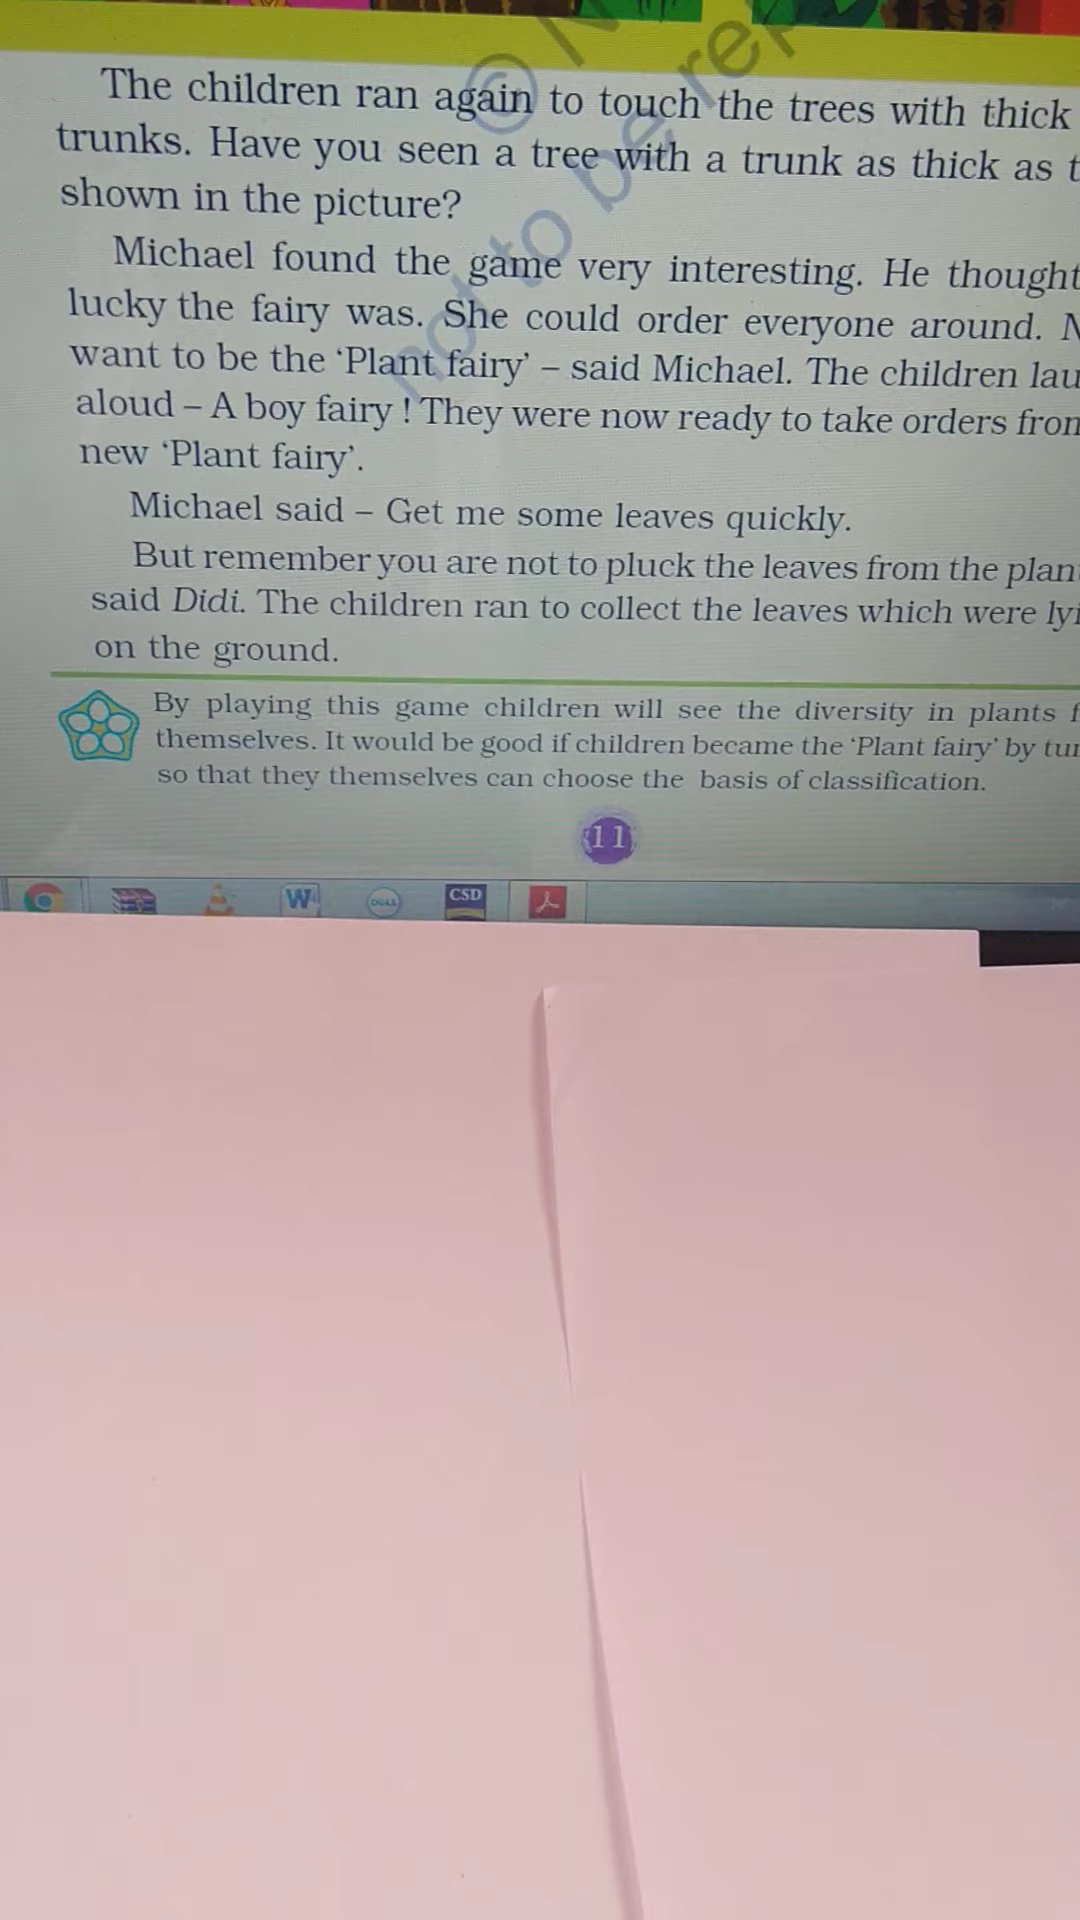 The children ran again to touch the trees with thick
trunks. Have you seen a tree with a trunk as thick as
shown in the picture?
Michael found the game very interesting. He thought
lucky the fairy was. She could order everyone around.
want to be the ‘Plant fairy’ – said Michael. The children
aloud – A boy fairy ! They were now ready to take orders
new ‘Plant fairy’.
Michael said – Get me some leaves quickly.
But remember you are not to pluck the leaves from the
said Didi. The children ran to collect the leaves which were
on the ground.
By playing this game children will see the diversity in plants
themselves. It would be good if children became the ‘Plant fairy’ by
so that they themselves can choose the basis of classification.
11
© not to be
W DELL CSD